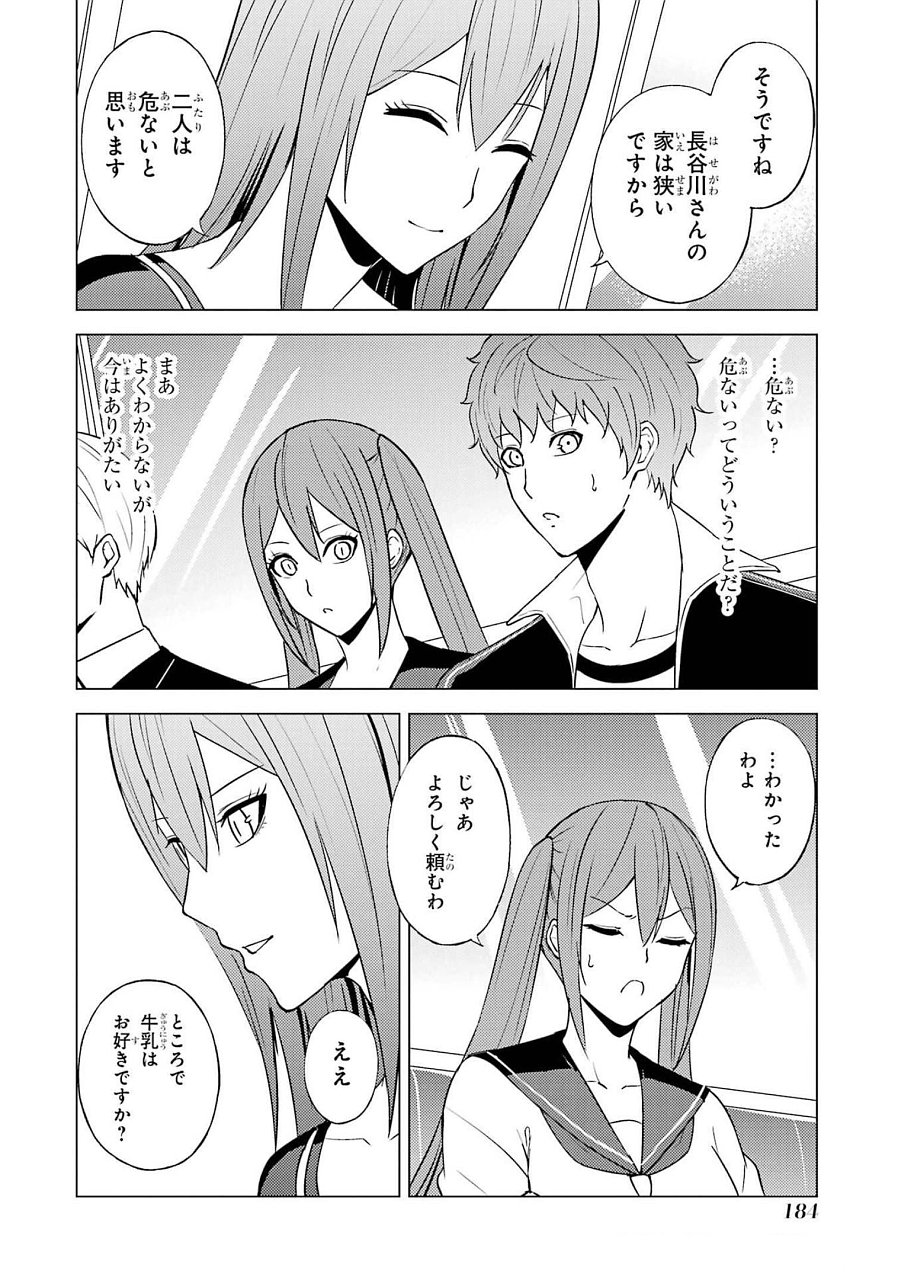 そうですね
長谷川さんの
家は狭い
ですから
二人は
危ないと
思います
…危ない?
危ないってどういうことだ?
まあ
よくわからないが
今はありがたい
…わかった
わよ
じゃあ
よろしく頼むわ
ええ
ところで
牛乳は
お好きですか?
184